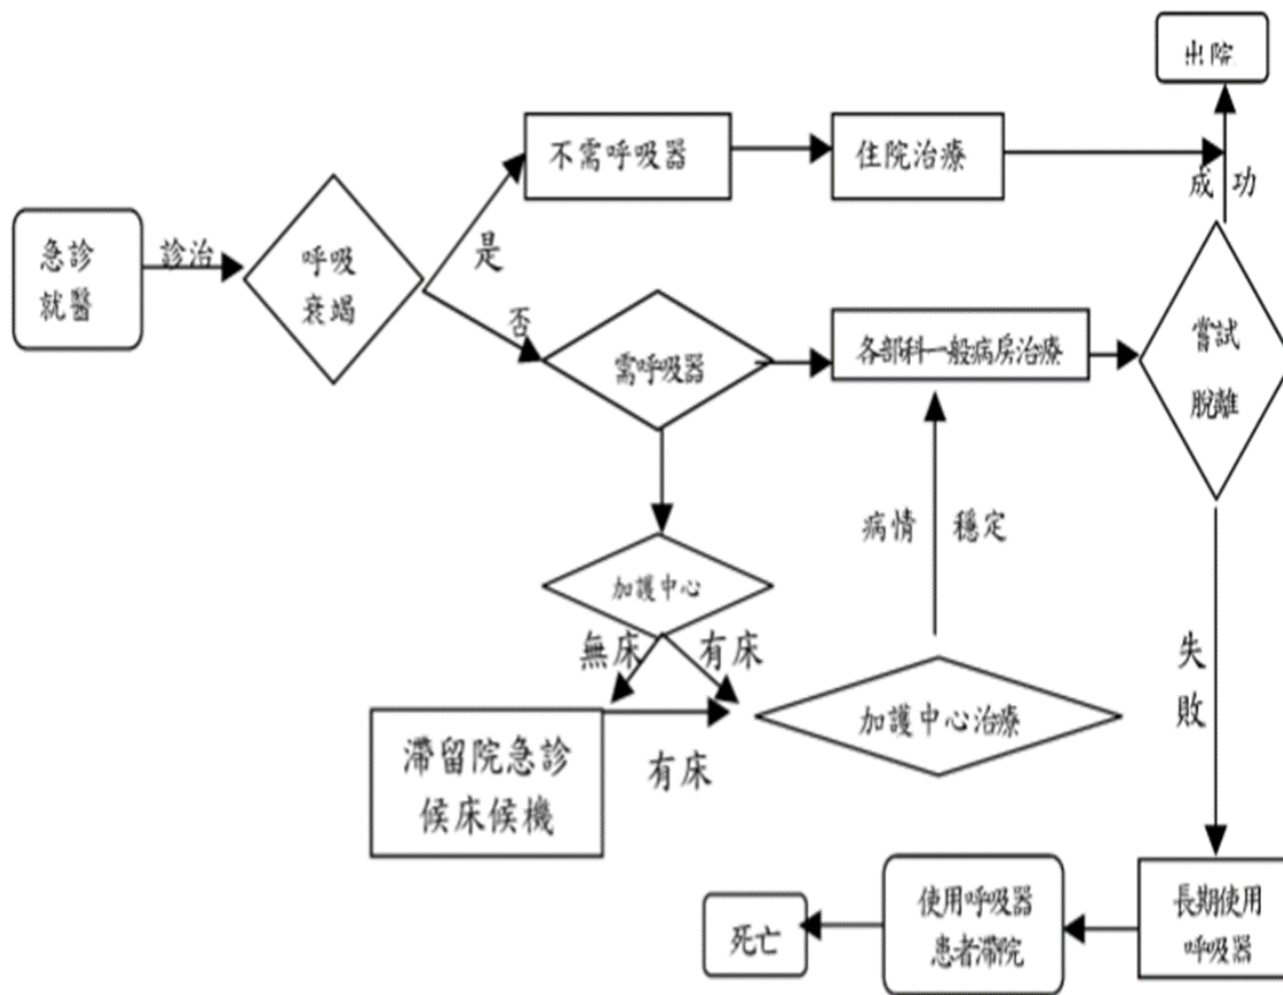 出院
不需呼吸器
住院治療
成功
急診
就醫
診治
呼吸
衰竭
是
否
需呼吸器
各部科一般病房治療
嘗試
脫離
病情 穩定
加護中心
無床
有床
失
敗
加護中心治療
滯留院急診
候床候機
有床
死亡
使用呼吸器
患者滯院
長期使用
呼吸器